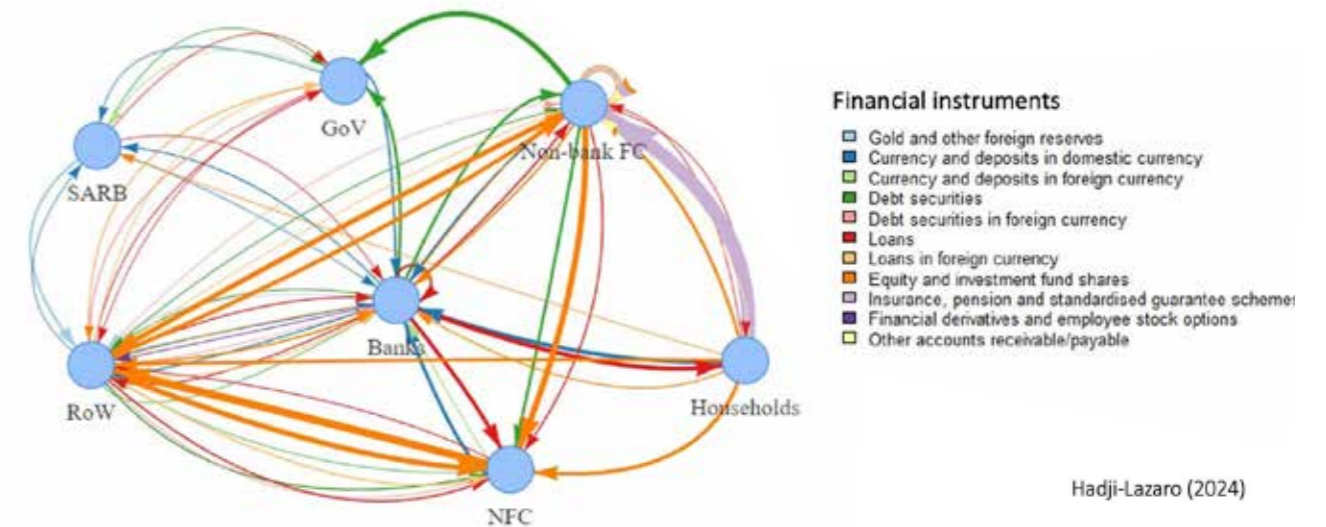 GoV
Non-bank FC
SARB
Banks
RoW
Households
NFC
Financial instruments
Gold and other foreign reserves
Currency and deposits in domestic currency
Currency and deposits in foreign currency
Debt securities
Debt securities in foreign currency
Loans
Loans in foreign currency
Equity and investment fund shares
Insurance, pension and standardised guarantee schemes
Financial derivatives and employee stock options
Other accounts receivable/payable
Hadji-Lazaro (2024)